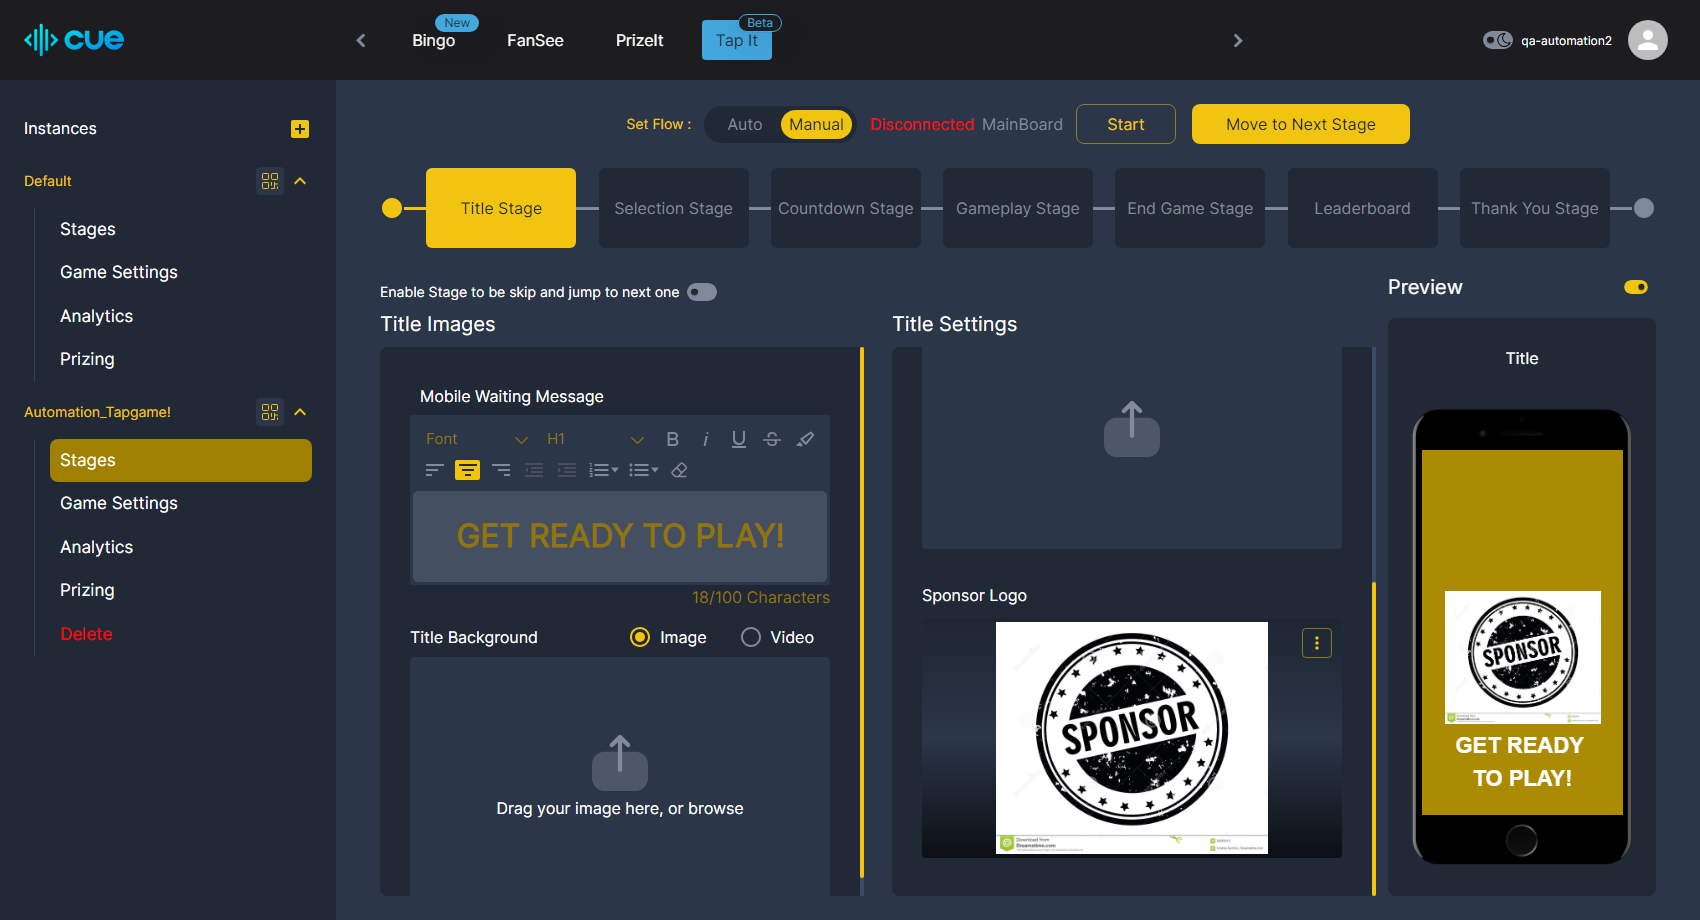 cue
Bingo
New
FanSee
PrizeIt
Tap It
Beta
qa-automation2
Instances
Default
Stages
Game Settings
Analytics
Prizing
Automation_Tapgame!
Stages
Game Settings
Analytics
Prizing
Delete
Set Flow :
Auto
Manual
Disconnected MainBoard
Start
Move to Next Stage
Title Stage
Selection Stage
Countdown Stage
Gameplay Stage
End Game Stage
Leaderboard
Thank You Stage
Enable Stage to be skip and jump to next one
Title Images
Mobile Waiting Message
Font
H1
B i U S
GET READY TO PLAY!
18/100 Characters
Title Background
Image
Video
Drag your image here, or browse
Title Settings
Sponsor Logo
SPONSOR
Download from
Dreamstime.com
Preview
Title
SPONSOR
GET READY
TO PLAY!